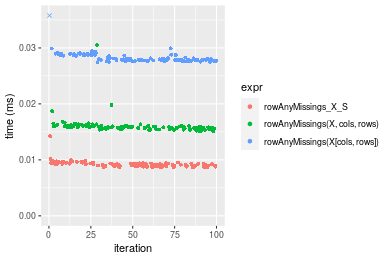 0.03
0.02
0.01
0.00
time (ms)
0
25
50
75
100
iteration
expr
rowAnyMissings_X_S
rowAnyMissings(X, cols, rows)
rowAnyMissings(X[cols, rows])